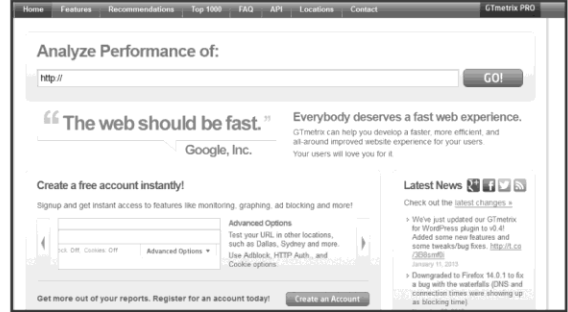 Home Features Recommendations Top 1000 FAQ API Locations Contact GTmetrix PRO
Analyze Performance of:
http:// GO!
“ The web should be fast. ”
Google, Inc.
Everybody deserves a fast web experience.
GTmetrix can help you develop a faster, more efficient, and
all-around improved website experience for your users.
Your users will love you for it.
Create a free account instantly!
Signup and get instant access to features like monitoring, graphing, ad blocking and more!
Advanced Options
Test your URL in other locations,
such as Dallas, Sydney and more.
Use Adblock, HTTP Auth., and
Cookie options.
Off Cookies: Off Advanced Options ▼
Get more out of your reports. Register for an account today! Create an Account
Latest News
Check out the latest changes »
We've just updated our GTmetrix
for WordPress plugin to v0.4!
Added some new features and
some tweaks/bug fixes. http://t.co
January 11, 2013
Downgraded to Firefox 14.0.1 to fix
a bug with the waterfalls (DNS and
connection times were showing up
as blocking time).